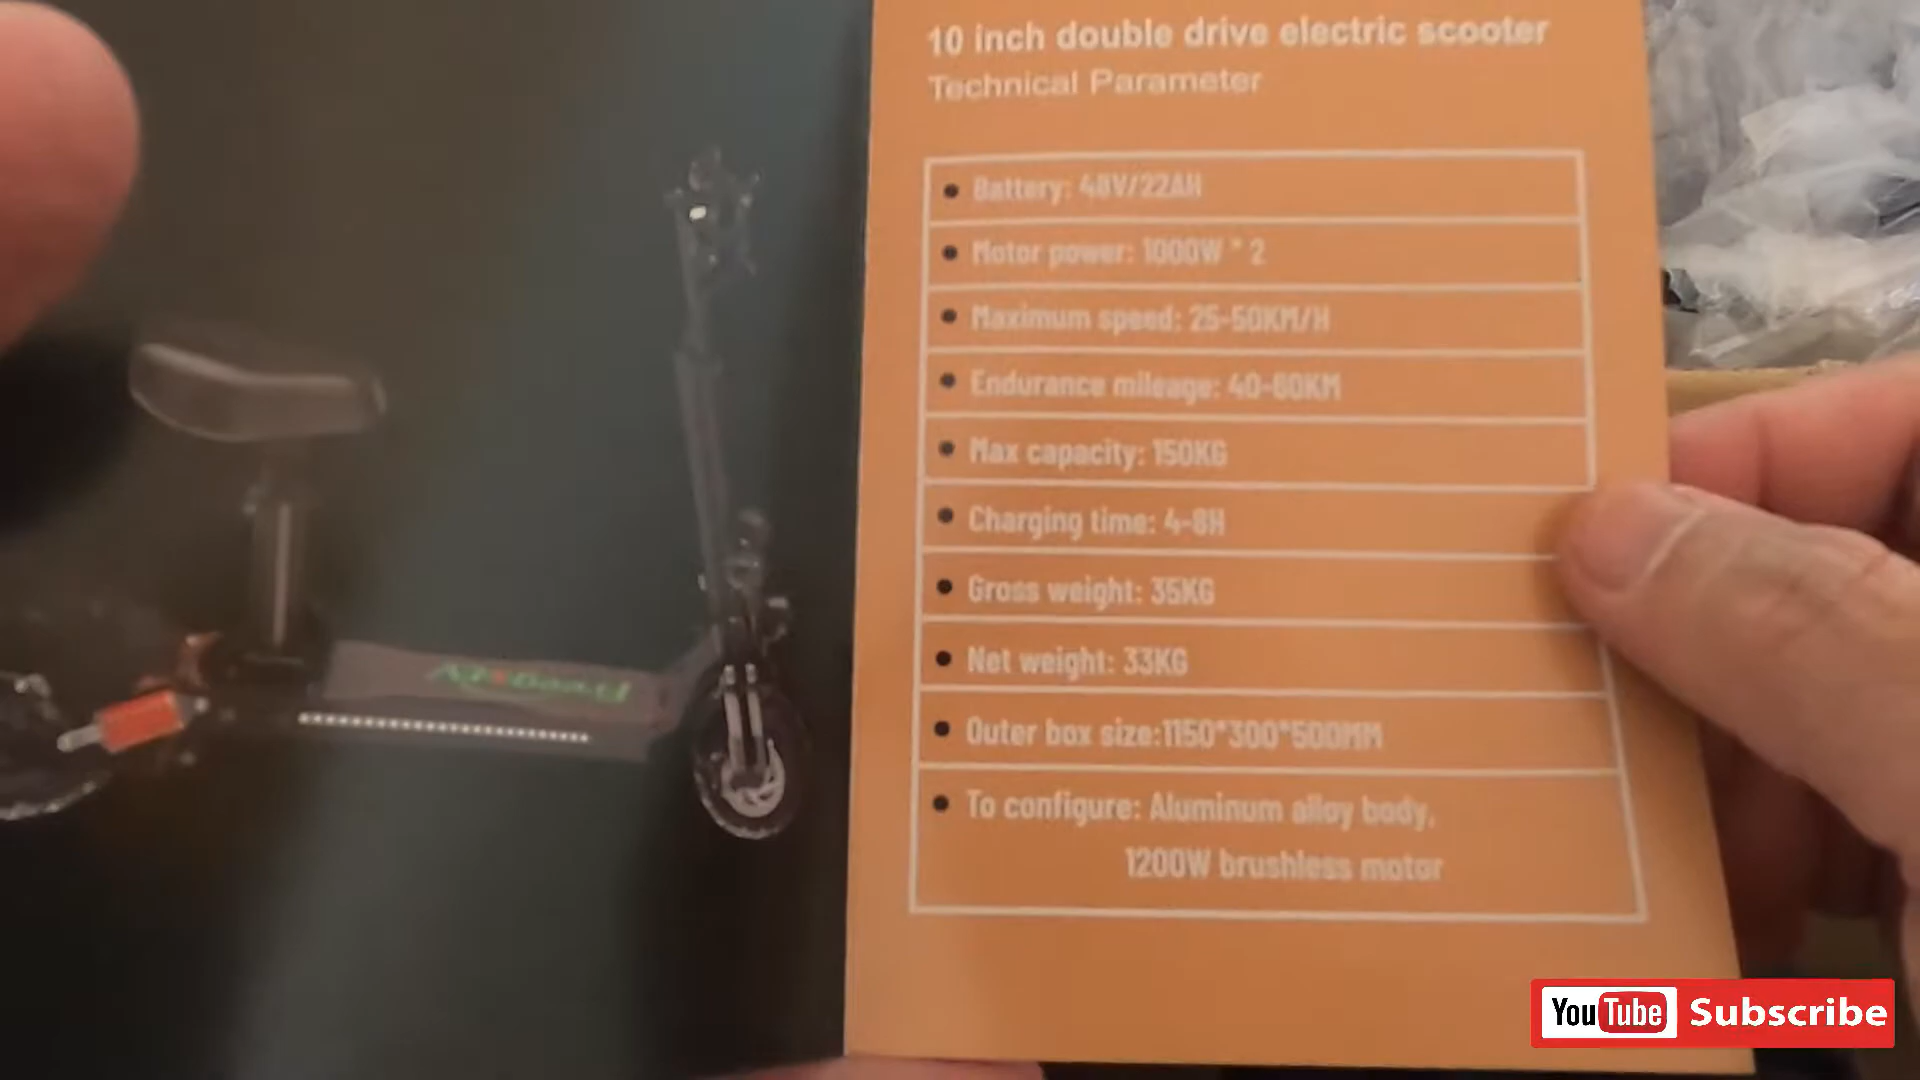 10 inch double drive electric scooter
Technical Parameter
Battery: 48V/22AH
Motor power: 1000W * 2
Maximum speed: 25-50KM/H
Endurance mileage: 40-60KM
Max capacity: 150KG
Charging time: 4-8H
Gross weight: 35KG
Net weight: 33KG
Outer box size:1150*300*500MM
To configure: Aluminum alloy body,
1200W brushless motor
YouTube Subscribe